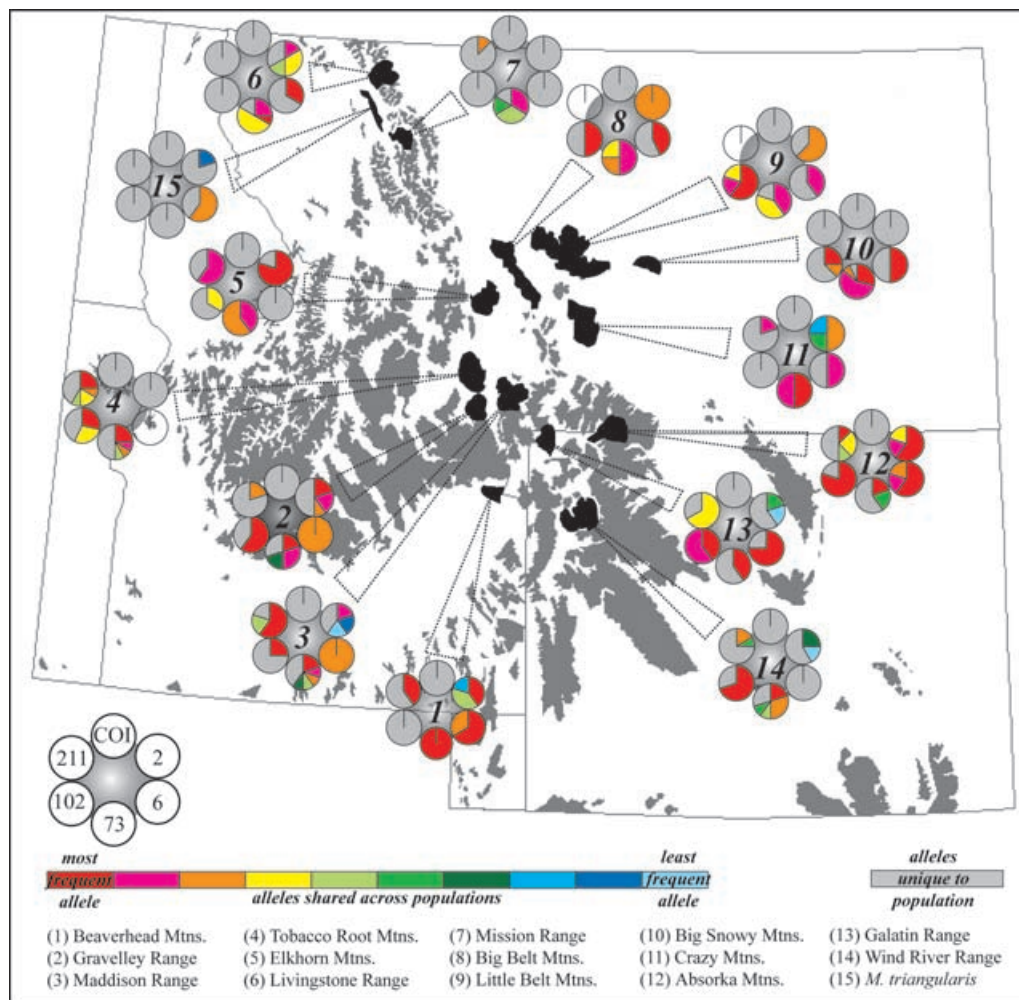 6
7
8
9
15
10
5
11
4
12
2
13
3
14
1
COI
211
2
102
6
73
most
least
alleles
frequent
frequent
unique to
allele
alleles shared across populations
allele
population
(1) Beaverhead Mtns.
(4) Tobacco Root Mtns.
(7) Mission Range
(10) Big Snowy Mtns.
(13) Galatin Range
(2) Gravelley Range
(5) Elkhorn Mtns.
(8) Big Belt Mtns.
(11) Crazy Mtns.
(14) Wind River Range
(3) Maddison Range
(6) Livingstone Range
(9) Little Belt Mtns.
(12) Absorka Mtns.
(15) M. triangularis